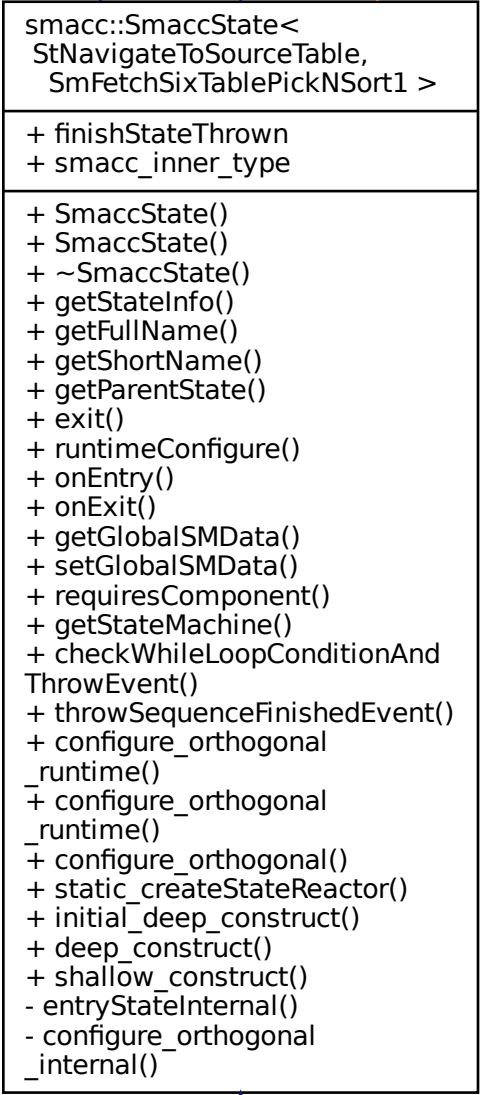 smacc::SmaccState<
StNavigateToSourceTable,
SmFetchSixTablePickNSort1 >
+ finishStateThrown
+ smacc_inner_type
+ SmaccState()
+ SmaccState()
+ ~SmaccState()
+ getStateInfo()
+ getFullName()
+ getShortName()
+ getParentState()
+ exit()
+ runtimeConfigure()
+ onEntry()
+ onExit()
+ getGlobalSMData()
+ setGlobalSMData()
+ requiresComponent()
+ getStateMachine()
+ checkWhileLoopConditionAnd
ThrowEvent()
+ throwSequenceFinishedEvent()
+ configure_orthogonal
_runtime()
+ configure_orthogonal
_runtime()
+ configure_orthogonal()
+ static_createStateReactor()
+ initial_deep_construct()
+ deep_construct()
+ shallow_construct()
- entryStateInternal()
- configure_orthogonal
_internal()